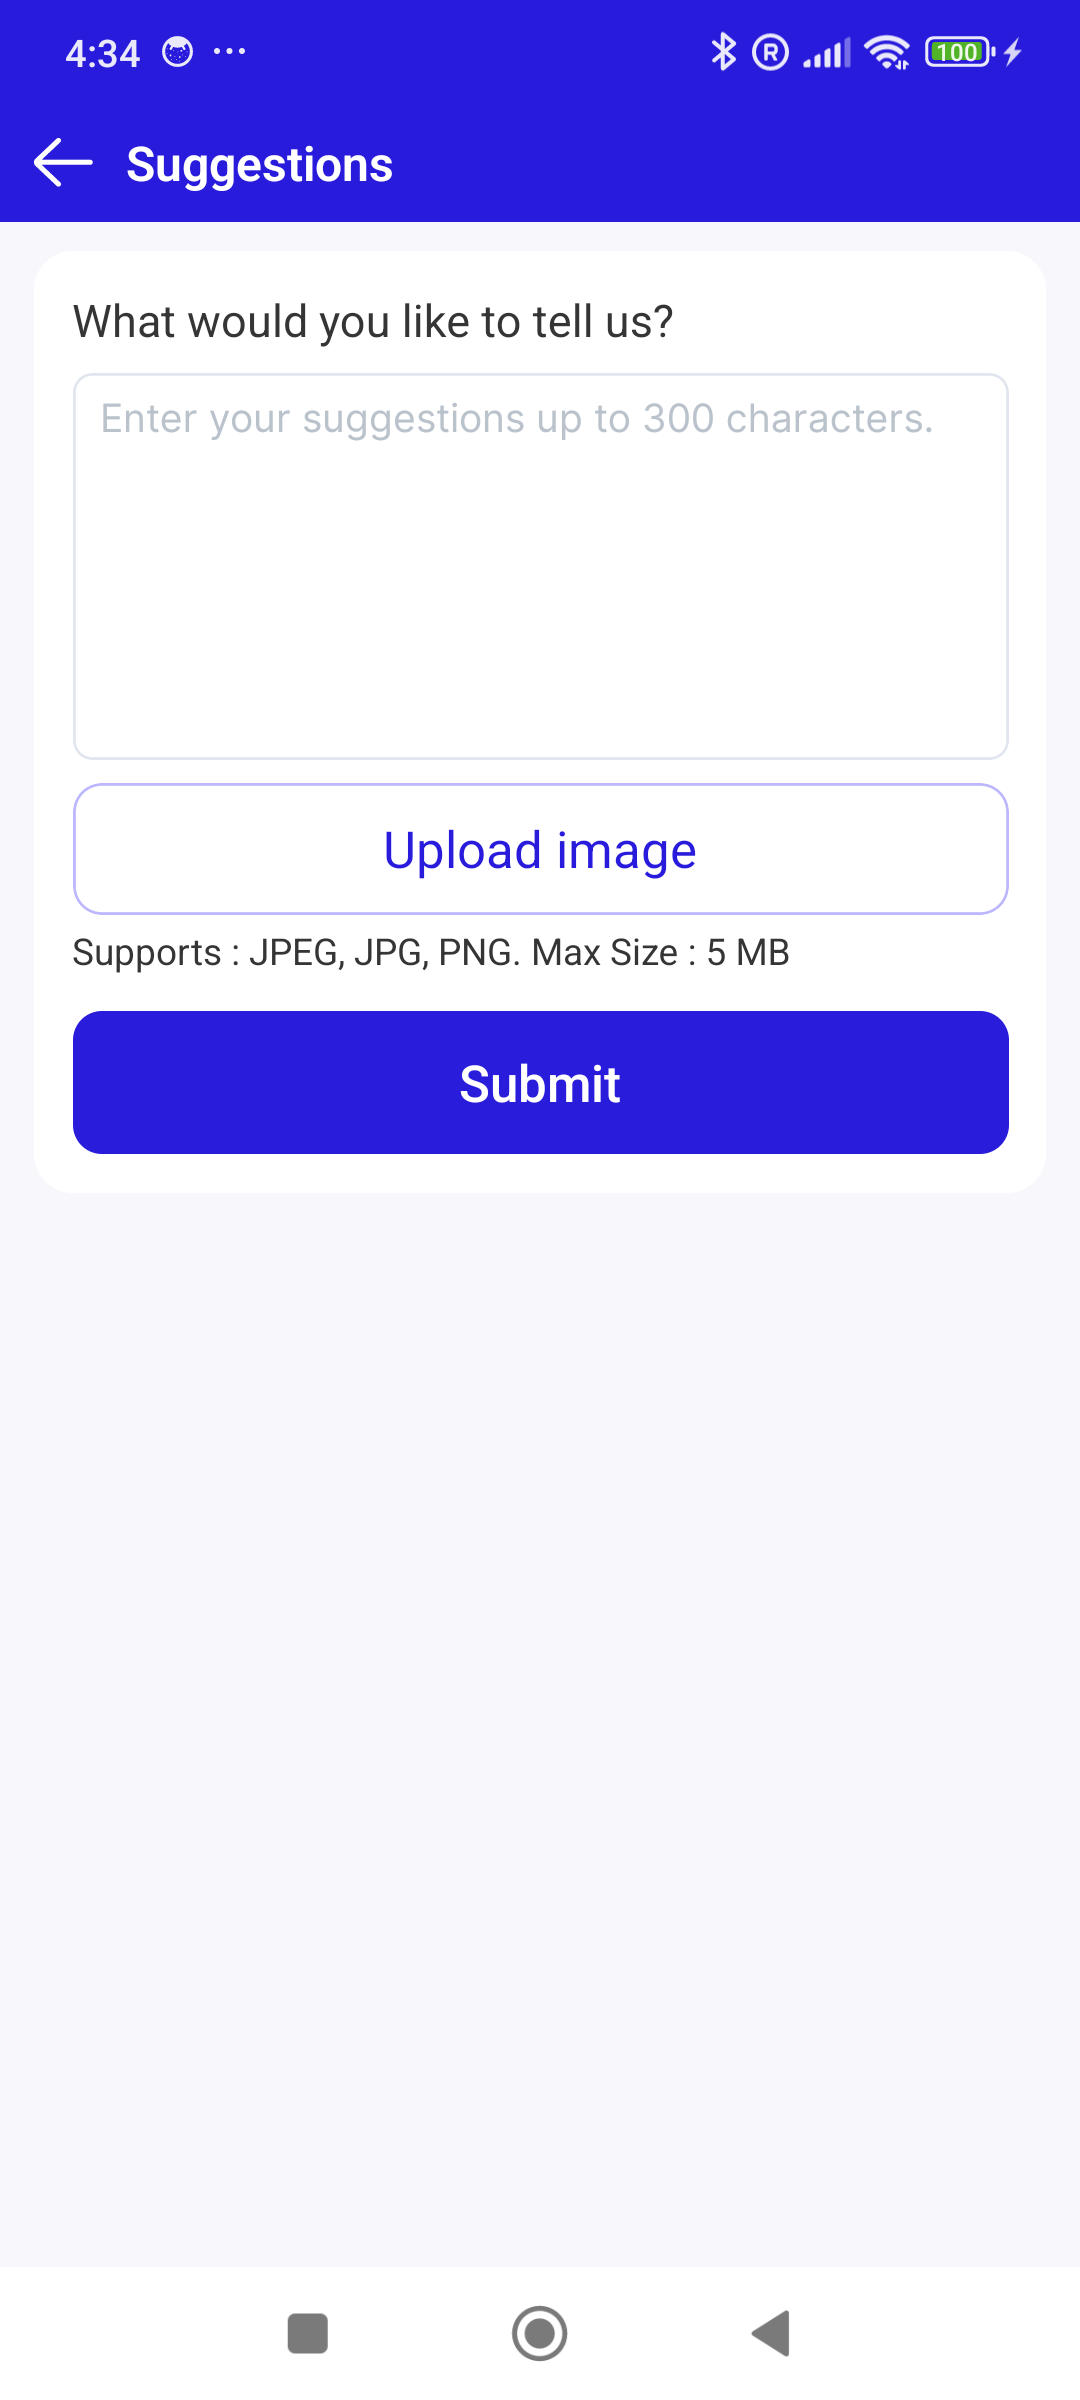 4:34
100
Suggestions
What would you like to tell us?
Enter your suggestions up to 300 characters.
Upload image
Supports : JPEG, JPG, PNG. Max Size : 5 MB
Submit